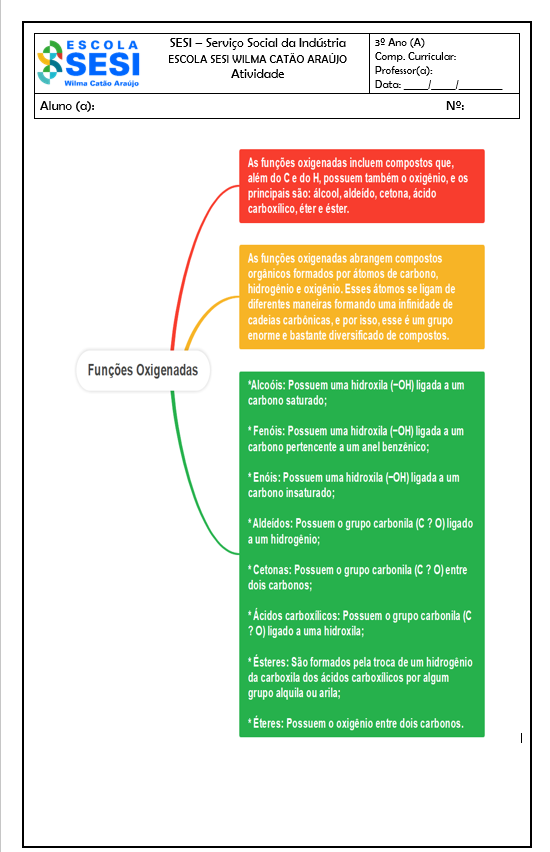 ESCOLA
SESI
Wilma Catão Araújo
SESI – Serviço Social da Indústria
ESCOLA SESI WILMA CATÃO ARAÚJO
Atividade
3º Ano (A)
Comp. Curricular:
Professor(a):
Data: ____/____/_______
Aluno (a):
Nº:
As funções oxigenadas incluem compostos que,
além do C e do H, possuem também o oxigênio, e os
principais são: álcool, aldeído, cetona, ácido
carboxílico, éter e éster.
As funções oxigenadas abrangem compostos
orgânicos formados por átomos de carbono,
hidrogênio e oxigênio. Esses átomos se ligam de
diferentes maneiras formando uma infinidade de
cadeias carbônicas, e por isso, esse é um grupo
enorme e bastante diversificado de compostos.
Funções Oxigenadas
*Alcoóis: Possuem uma hidroxila (−OH) ligada a um
carbono saturado;
* Fenóis: Possuem uma hidroxila (−OH) ligada a um
carbono pertencente a um anel benzênico;
* Enóis: Possuem uma hidroxila (−OH) ligada a um
carbono insaturado;
* Aldeídos: Possuem o grupo carbonila (C ? O) ligado
a um hidrogênio;
* Cetonas: Possuem o grupo carbonila (C ? O) entre
dois carbonos;
* Ácidos carboxílicos: Possuem o grupo carbonila (C
? O) ligado a uma hidroxila;
* Ésteres: São formados pela troca de um hidrogênio
da carboxila dos ácidos carboxílicos por algum
grupo alquila ou arila;
* Éteres: Possuem o oxigênio entre dois carbonos.